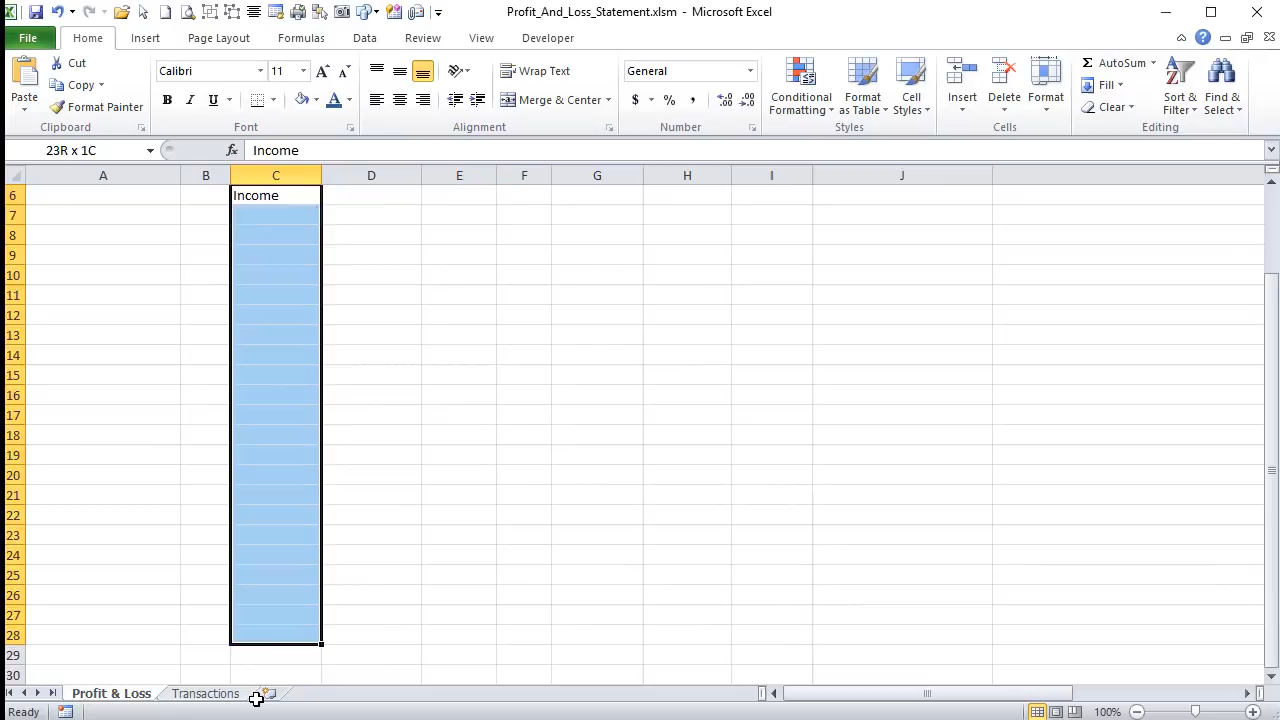 Profit_And_Loss_Statement.xlsm - Microsoft Excel
File Home Insert Page Layout Formulas Data Review View Developer
Paste
Cut
Copy
Format Painter
Clipboard
Calibri 11
B I U A
Font
Wrap Text
Merge & Center
Alignment
General
$ % ,
Number
Conditional Formatting
Format as Table
Cell Styles
Styles
Insert Delete Format
Cells
Σ AutoSum
Fill
Clear
Sort & Filter
Find & Select
Editing
23R x 1C fx Income
A B C D E F G H I J
6 Income
7
8
9
10
11
12
13
14
15
16
17
18
19
20
21
22
23
24
25
26
27
28
29
30
Profit & Loss Transactions
Ready 100%